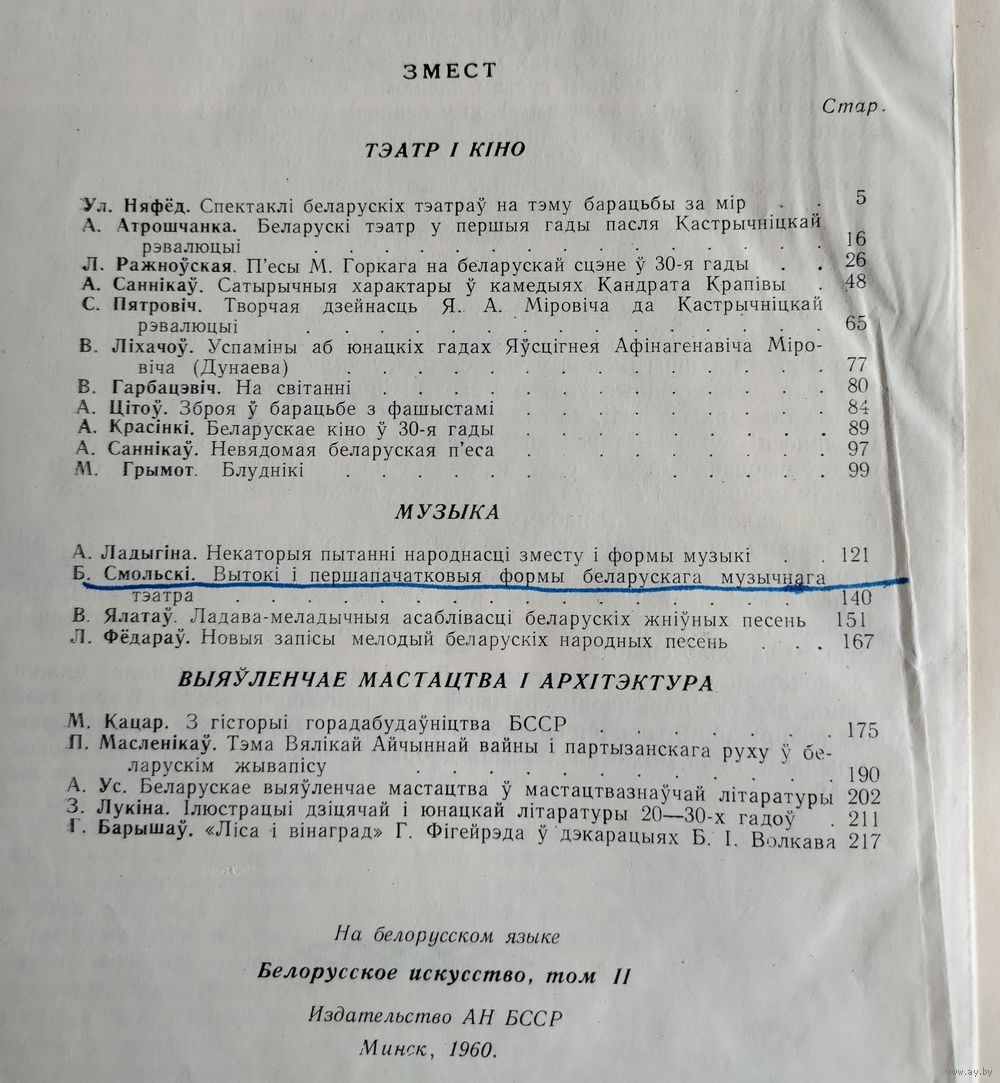 ЗМЕСТ
Стар.
ТЭАТР І КІНО
Ул. Няфёд. Спектаклі беларускіх тэатраў на тэму барацьбы за мір . . 5
А. Атрошчанка. Беларускі тэатр у першыя гады пасля Кастрычніцкай
рэвалюцыі . . . . . . . . . . . . . . . . 16
Л. Ражноўская. П'есы М. Горкага на беларускай сцэне ў 30-я гады . . 26
А. Саннікаў. Сатырычныя характары ў камедыях Кандрата Крапівы . 48
С. Пятровіч. Творчая дзейнасць Я. А. Міровіча да Кастрычніцкай
рэвалюцыі . . . . . . . . . . . . . . . . 65
В. Ліхачоў. Успаміны аб юнацкіх гадах Яўсцігнея Афінагенавіча Міро-
віча (Дунаева) . . . . . . . . . . . . . . 77
В. Гарбацэвіч. На світанні . . . . . . . . . . . . . 80
А. Цітоў. Зброя ў барацьбе з фашыстамі . . . . . . . . . 84
А. Красінкі. Беларускае кіно ў 30-я гады . . . . . . . . . 89
А. Саннікаў. Невядомая беларуская п'еса . . . . . . . . . 97
М. Грымот. Блуднікі . . . . . . . . . . . . . . 99
МУЗЫКА
А. Ладыгіна. Некаторыя пытанні народнасці зместу і формы музыкі . . 121
Б. Смольскі. Вытокі і першапачатковыя формы беларускага музычнага
тэатра . . . . . . . . . . . . . . . . . 140
В. Ялатаў. Ладава-меладычныя асаблівасці беларускіх жніўных песень 151
Л. Фёдараў. Новыя запісы мелодый беларускіх народных песень . . . 167
ВЫЯЎЛЕНЧАЕ МАСТАЦТВА І АРХІТЭКТУРА
М. Кацар. З гісторыі горадабудаўніцтва БССР . . . . . . . 175
П. Масленікаў. Тэма Вялікай Айчыннай вайны і партызанскага руху ў бе-
ларускім жывапісу . . . . . . . . . . . . . 190
А. Ус. Беларускае выяўленчае мастацтва ў мастацтвазнаўчай літаратуры 202
З. Лукіна. Ілюстрацыі дзіцячай і юнацкай літаратуры 20—30-х гадоў . 211
Г. Барышаў. «Ліса і вінаград» Г. Фігейрэда ў дэкарацыях Б. І. Волкава 217
На белорусском языке
Белорусское искусство, том II
Издательство АН БССР
Минск, 1960.
www.ay.by